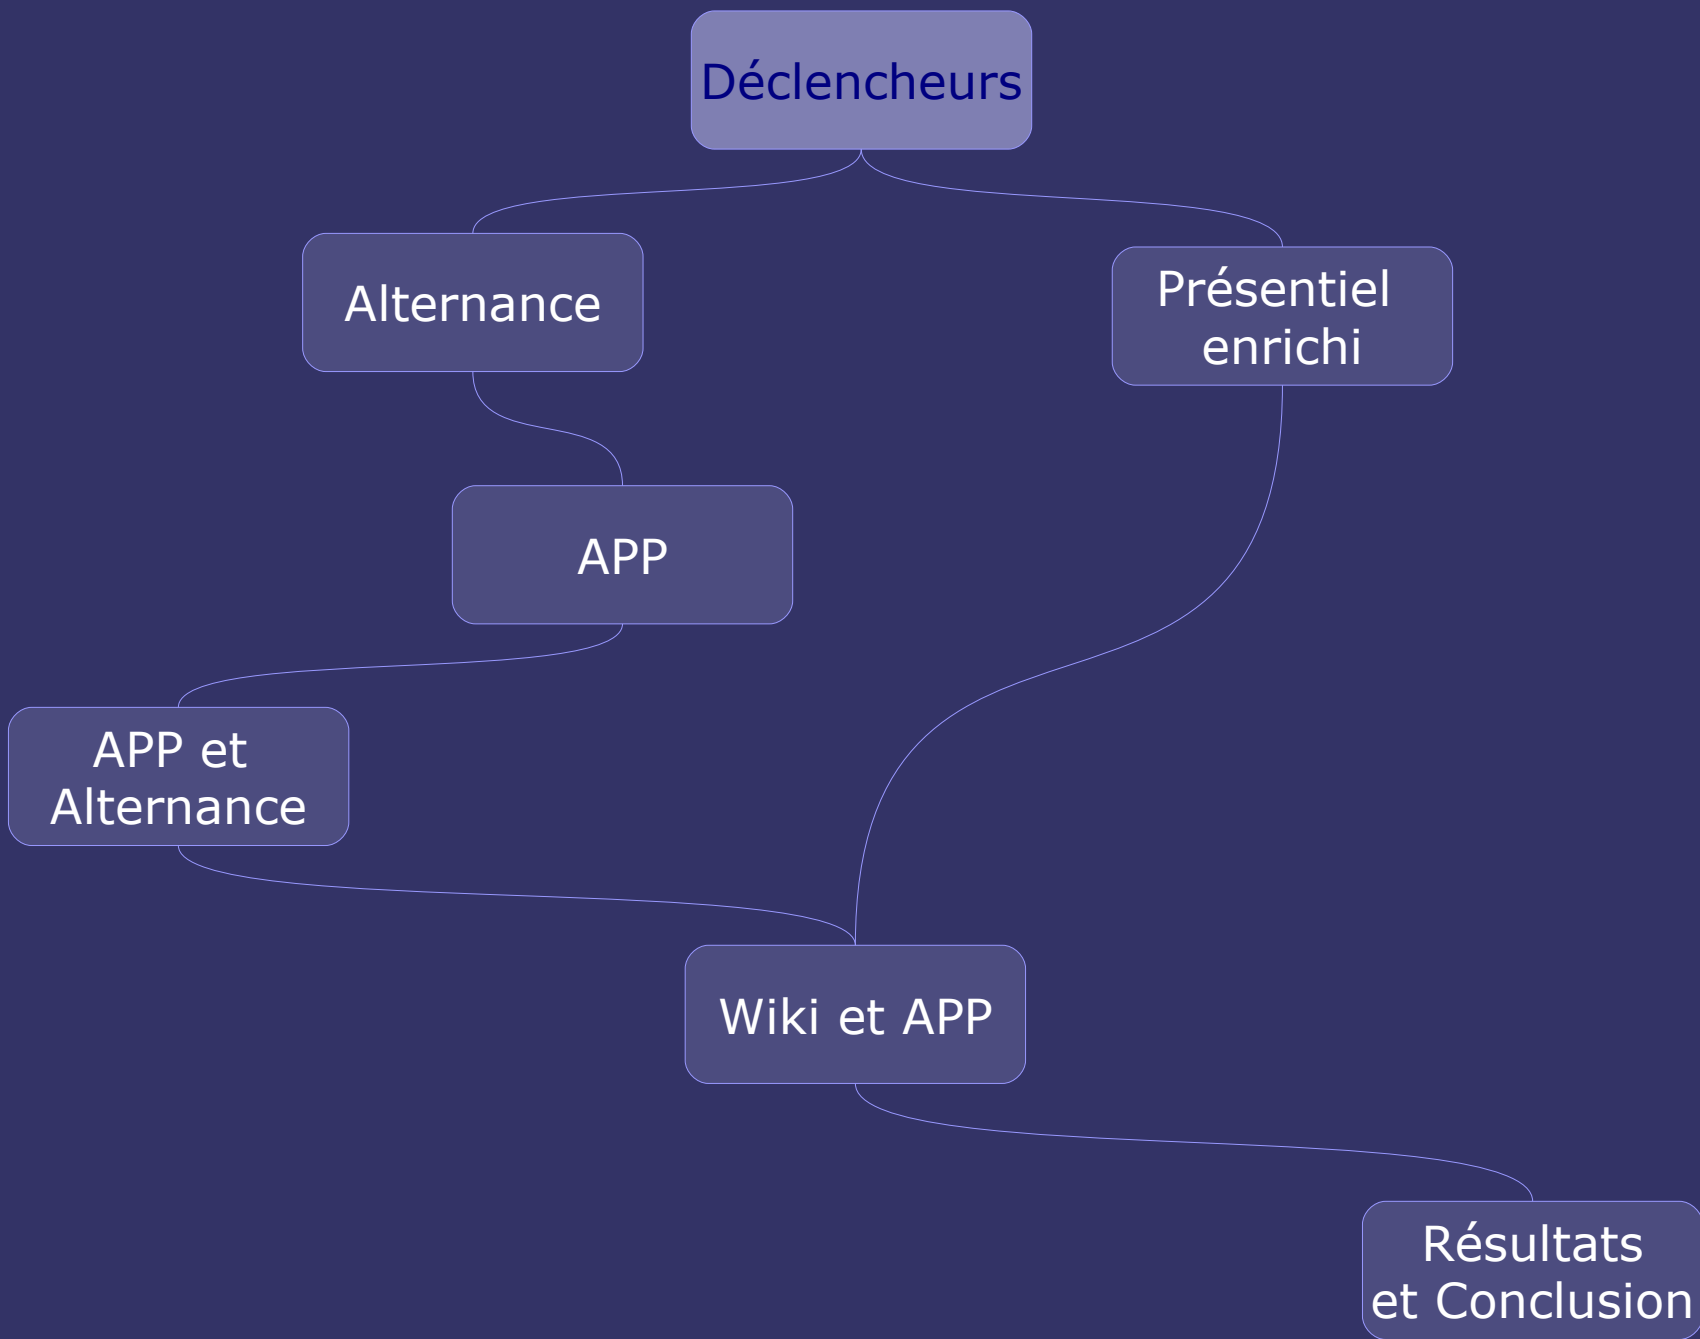 Déclencheurs
Alternance
Présentiel
enrichi
APP
APP et
Alternance
Wiki et APP
Résultats
et Conclusion